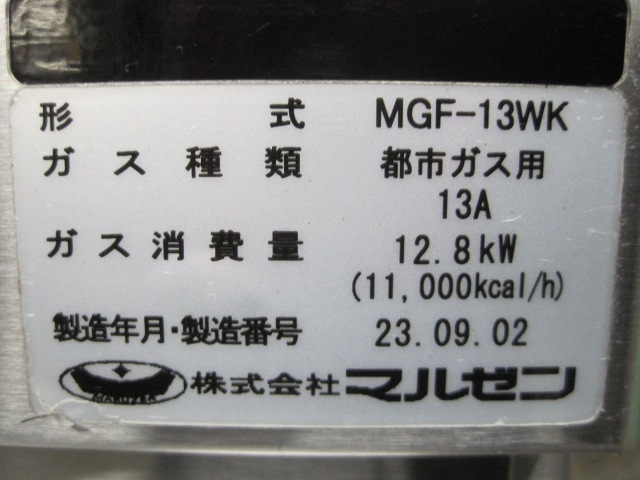 形式 MGF-13WK
ガス種類 都市ガス用
13A
ガス消費量 12.8kW
(11,000kcal/h)
製造年月・製造番号 23.09.02
MARUZEN 株式会社 マルゼン